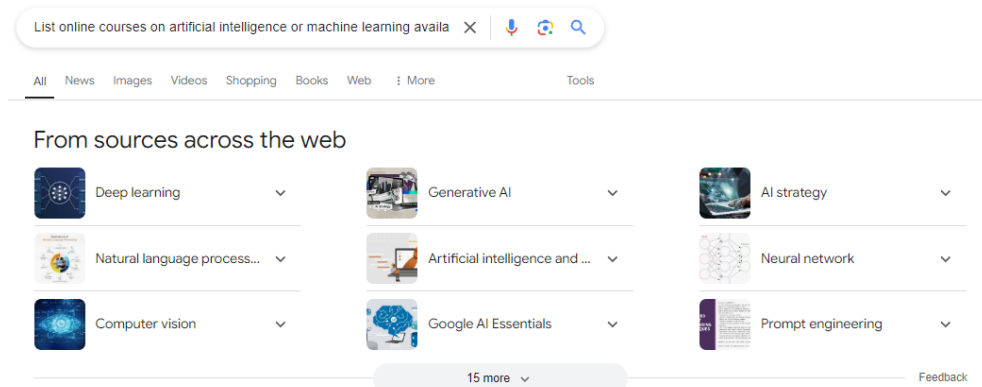 List online courses on artificial intelligence or machine learning availa
All News Images Videos Shopping Books Web More Tools
From sources across the web
Deep learning Generative AI AI strategy
Natural language process... Artificial intelligence and ... Neural network
Computer vision Google AI Essentials Prompt engineering
15 more
Feedback